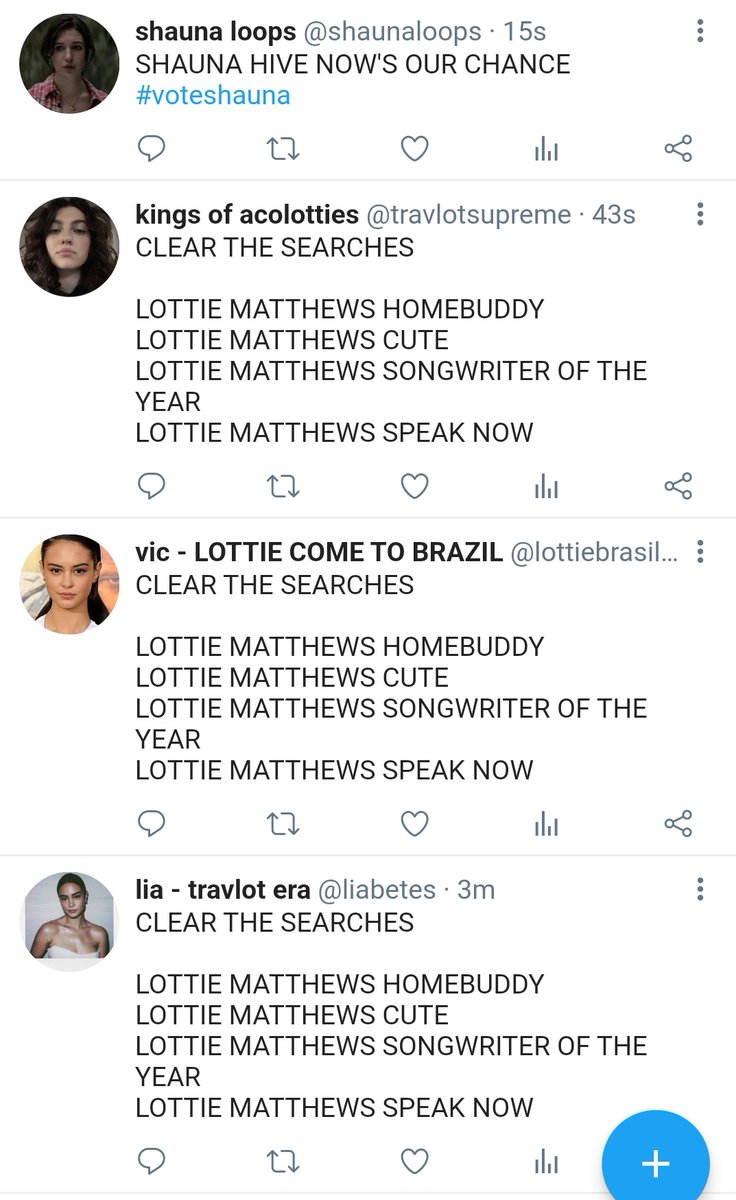 shauna loops @shaunaloops · 15s
SHAUNA HIVE NOW'S OUR CHANCE
#voteshauna
kings of acolotties @travlotsupreme · 43s
CLEAR THE SEARCHES
LOTTIE MATTHEWS HOMEBUDDY
LOTTIE MATTHEWS CUTE
LOTTIE MATTHEWS SONGWRITER OF THE
YEAR
LOTTIE MATTHEWS SPEAK NOW
vic - LOTTIE COME TO BRAZIL @lottiebrasil...
CLEAR THE SEARCHES
LOTTIE MATTHEWS HOMEBUDDY
LOTTIE MATTHEWS CUTE
LOTTIE MATTHEWS SONGWRITER OF THE
YEAR
LOTTIE MATTHEWS SPEAK NOW
lia - travlot era @liabetes · 3m
CLEAR THE SEARCHES
LOTTIE MATTHEWS HOMEBUDDY
LOTTIE MATTHEWS CUTE
LOTTIE MATTHEWS SONGWRITER OF THE
YEAR
LOTTIE MATTHEWS SPEAK NOW